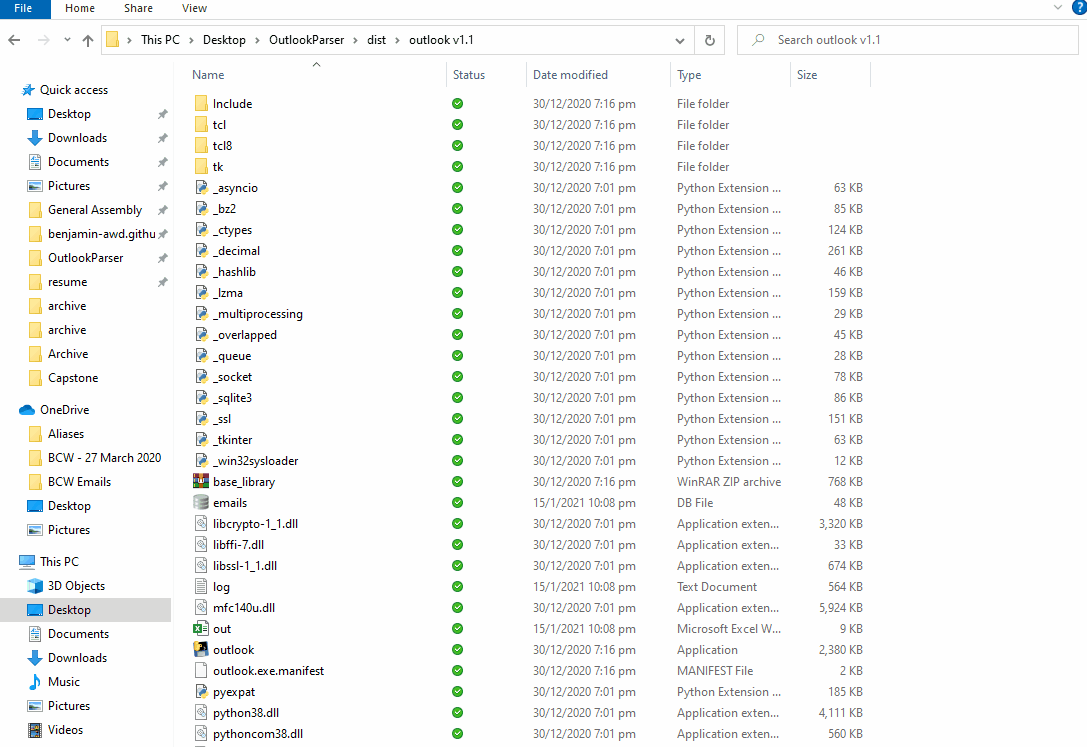 File Home Share View
This PC > Desktop > OutlookParser > dist > outlook v1.1
Search outlook v1.1
Name Status Date modified Type Size
Quick access
Desktop
Downloads
Documents
Pictures
General Assembly
benjamin-awd.githu
OutlookParser
resume
archive
archive
Archive
Capstone
OneDrive
Aliases
BCW - 27 March 2020
BCW Emails
Desktop
Pictures
This PC
3D Objects
Desktop
Documents
Downloads
Music
Pictures
Videos
Include 30/12/2020 7:16 pm File folder
tcl 30/12/2020 7:16 pm File folder
tcl8 30/12/2020 7:16 pm File folder
tk 30/12/2020 7:16 pm File folder
_asyncio 30/12/2020 7:01 pm Python Extension ... 63 KB
_bz2 30/12/2020 7:01 pm Python Extension ... 85 KB
_ctypes 30/12/2020 7:01 pm Python Extension ... 124 KB
_decimal 30/12/2020 7:01 pm Python Extension ... 261 KB
_hashlib 30/12/2020 7:01 pm Python Extension ... 46 KB
_lzma 30/12/2020 7:01 pm Python Extension ... 159 KB
_multiprocessing 30/12/2020 7:01 pm Python Extension ... 29 KB
_overlapped 30/12/2020 7:01 pm Python Extension ... 45 KB
_queue 30/12/2020 7:01 pm Python Extension ... 28 KB
_socket 30/12/2020 7:01 pm Python Extension ... 78 KB
_sqlite3 30/12/2020 7:01 pm Python Extension ... 86 KB
_ssl 30/12/2020 7:01 pm Python Extension ... 151 KB
_tkinter 30/12/2020 7:01 pm Python Extension ... 63 KB
_win32sysloader 30/12/2020 7:01 pm Python Extension ... 12 KB
base_library 30/12/2020 7:16 pm WinRAR ZIP archive 768 KB
emails 15/1/2021 10:08 pm DB File 48 KB
libcrypto-1_1.dll 30/12/2020 7:01 pm Application exten... 3,320 KB
libffi-7.dll 30/12/2020 7:01 pm Application exten... 33 KB
libssl-1_1.dll 30/12/2020 7:01 pm Application exten... 674 KB
log 15/1/2021 10:08 pm Text Document 564 KB
mfc140u.dll 30/12/2020 7:01 pm Application exten... 5,924 KB
out 15/1/2021 10:08 pm Microsoft Excel W... 9 KB
outlook 30/12/2020 7:16 pm Application 2,380 KB
outlook.exe.manifest 30/12/2020 7:16 pm MANIFEST File 2 KB
pyexpat 30/12/2020 7:01 pm Python Extension ... 185 KB
python38.dll 30/12/2020 7:01 pm Application exten... 4,111 KB
pythoncom38.dll 30/12/2020 7:01 pm Application exten... 560 KB